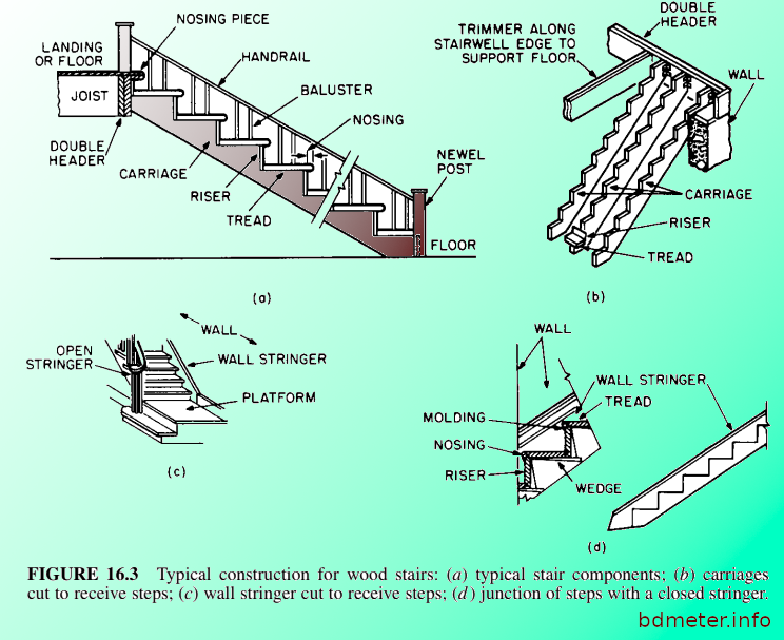 NOSING PIECE
LANDING
OR FLOOR
HANDRAIL
JOIST
BALUSTER
NOSING
DOUBLE
HEADER
CARRIAGE
RISER
TREAD
NEWEL
POST
FLOOR
(a)
DOUBLE
HEADER
TRIMMER ALONG
STAIRWELL EDGE TO
SUPPORT FLOOR
WALL
CARRIAGE
RISER
TREAD
(b)
WALL
OPEN
STRINGER
WALL STRINGER
PLATFORM
(c)
WALL
WALL STRINGER
TREAD
MOLDING
NOSING
RISER
WEDGE
(d)
FIGURE 16.3 Typical construction for wood stairs: (a) typical stair components; (b) carriages
cut to receive steps; (c) wall stringer cut to receive steps; (d) junction of steps with a closed stringer.
bdmeter.info